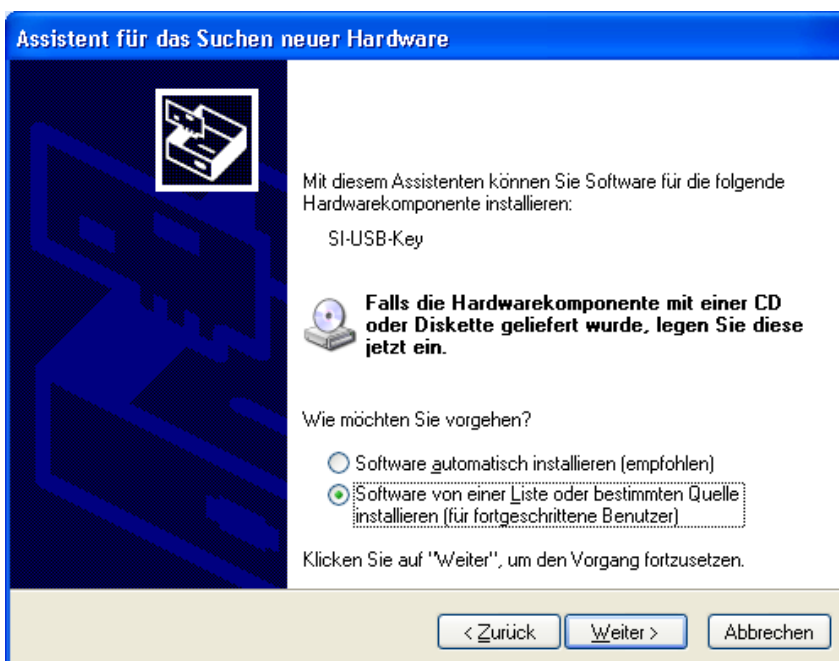 Assistent für das Suchen neuer Hardware
Mit diesem Assistenten können Sie Software für die folgende
Hardwarekomponente installieren:
SI-USB-Key
Falls die Hardwarekomponente mit einer CD
oder Diskette geliefert wurde, legen Sie diese
jetzt ein.
Wie möchten Sie vorgehen?
Software automatisch installieren (empfohlen)
Software von einer Liste oder bestimmten Quelle
installieren (für fortgeschrittene Benutzer)
Klicken Sie auf "Weiter", um den Vorgang fortzusetzen.
< Zurück Weiter > Abbrechen